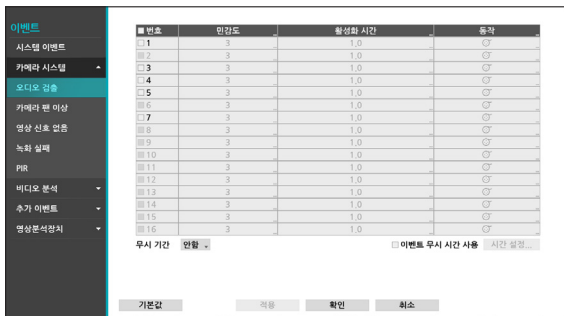 이벤트
시스템 이벤트
카메라 시스템
오디오 검출
카메라 팬 이상
영상 신호 없음
녹화 실패
PIR
비디오 분석
추가 이벤트
영상분석장치
번호 민감도 활성화 시간 동작
1 3 1.0
2 3 1.0
3 3 1.0
4 3 1.0
5 3 1.0
6 3 1.0
7 3 1.0
8 3 1.0
9 3 1.0
10 3 1.0
11 3 1.0
12 3 1.0
13 3 1.0
14 3 1.0
15 3 1.0
16 3 1.0
무시 기간 안함 이벤트 무시 시간 사용 시간 설정...
기본값 적용 확인 취소